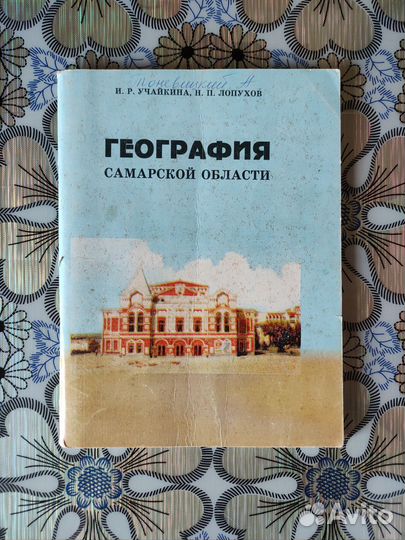 И. Р. УЧАЙКИНА, Н. П. ЛОПУХОВ
ГЕОГРАФИЯ
САМАРСКОЙ ОБЛАСТИ
Avito